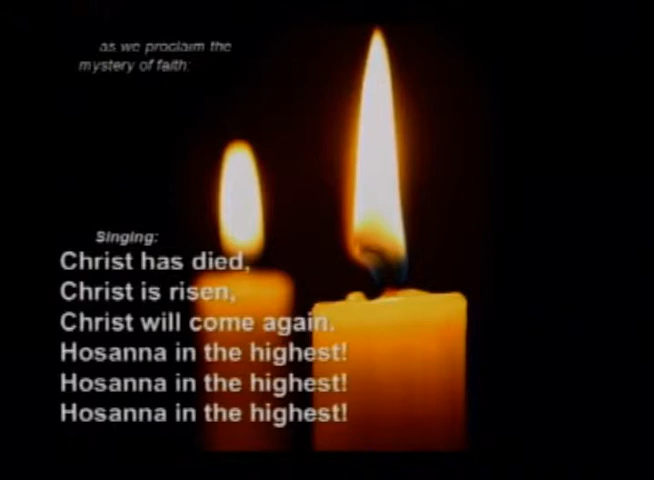 as we proclaim the
mystery of faith:
Singing:
Christ has died,
Christ is risen,
Christ will come again.
Hosanna in the highest!
Hosanna in the highest!
Hosanna in the highest!